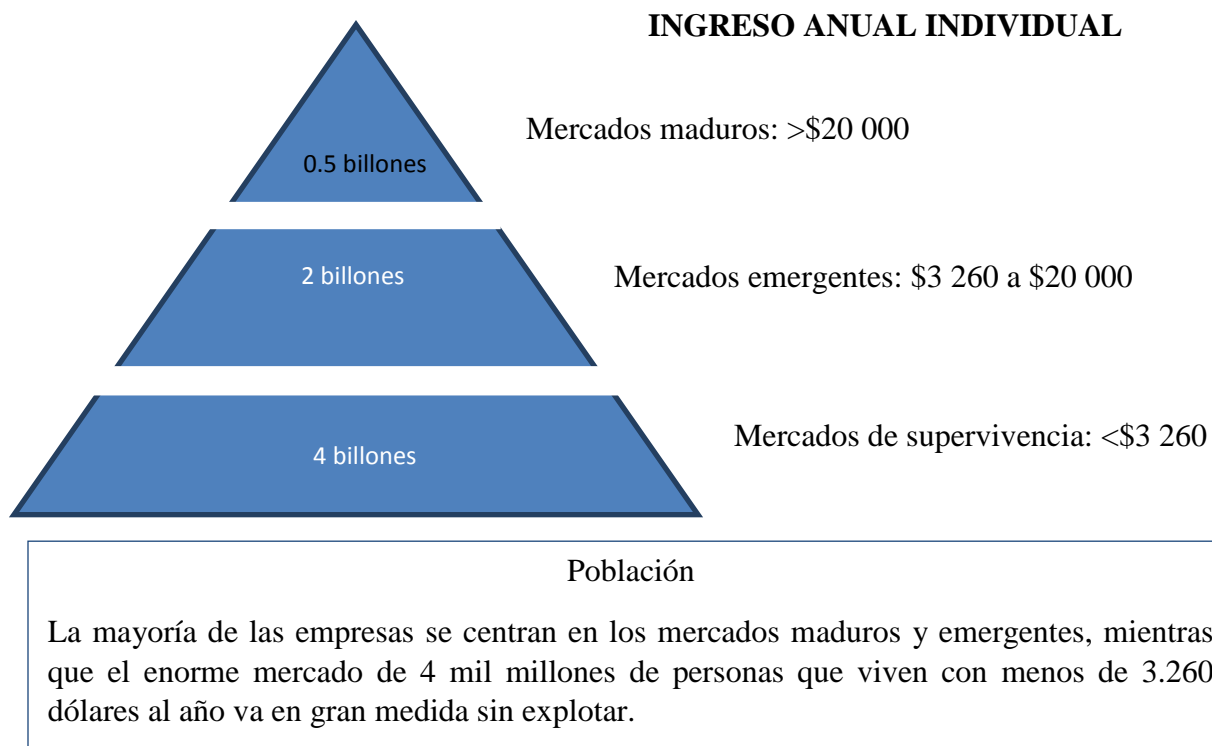 INGRESO ANUAL INDIVIDUAL
Mercados maduros: >$20 000
0.5 billones
2 billones
Mercados emergentes: $3 260 a $20 000
Mercados de supervivencia: <$3 260
4 billones
Población
La mayoría de las empresas se centran en los mercados maduros y emergentes, mientras
que el enorme mercado de 4 mil millones de personas que viven con menos de 3.260
dólares al año va en gran medida sin explotar.